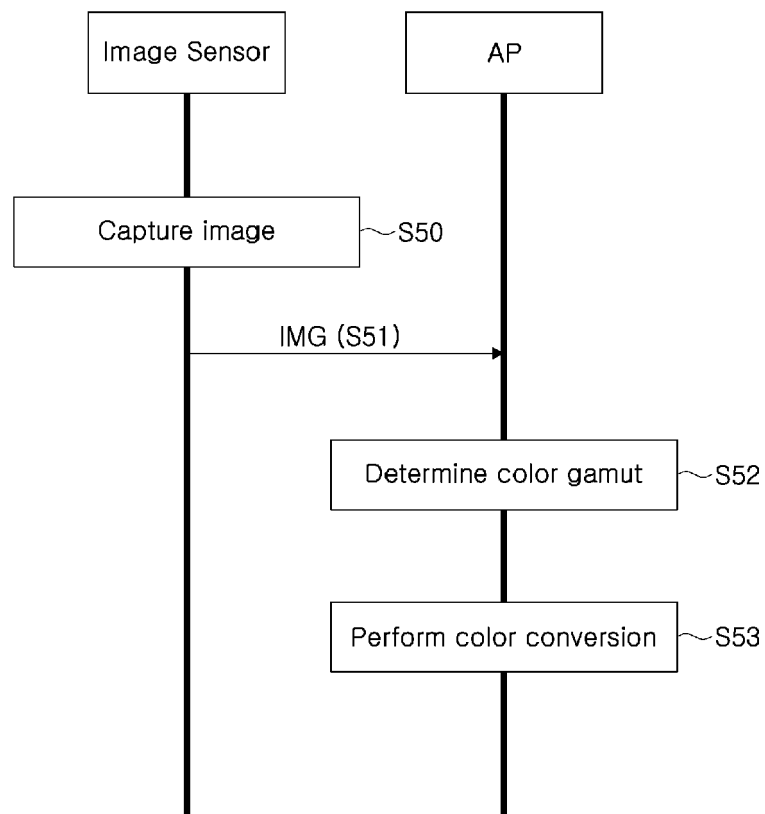 Image Sensor
AP
Capture image
S50
IMG (S51)
Determine color gamut
S52
Perform color conversion
S53